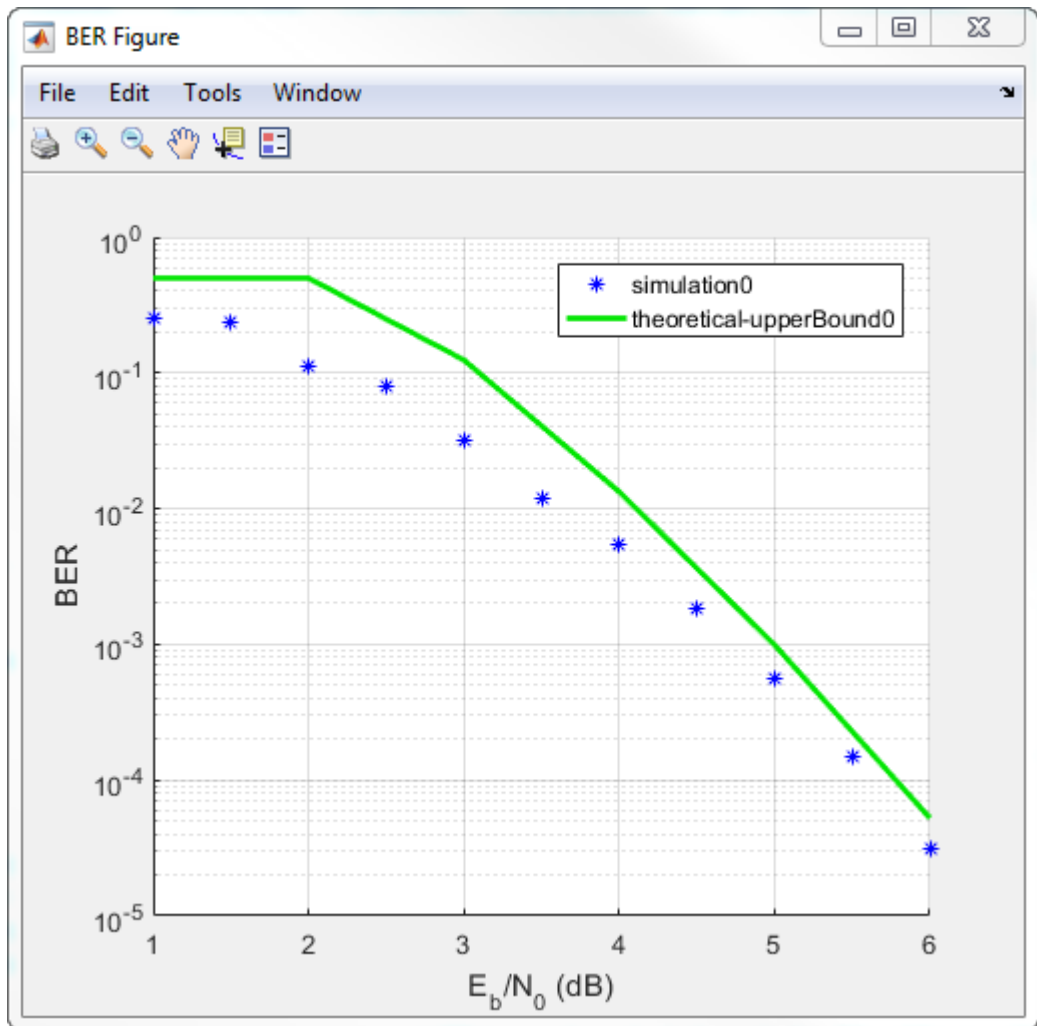 BER Figure
File Edit Tools Window
10^0
10^-1
10^-2
10^-3
10^-4
10^-5
BER
simulation0
theoretical-upperBound0
1 2 3 4 5 6
E_b/N_0 (dB)